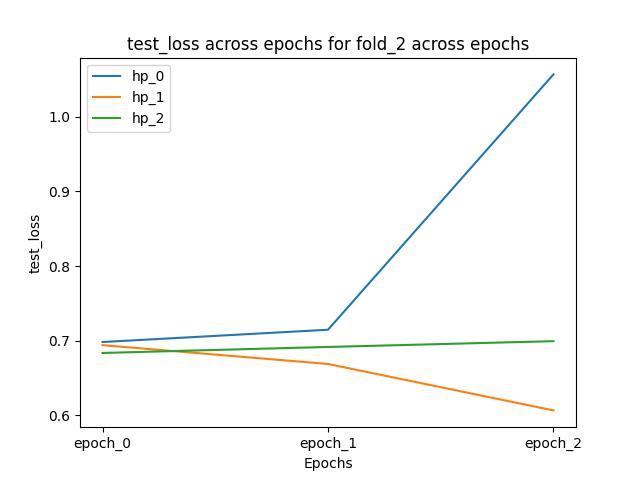 test_loss across epochs for fold_2 across epochs
hp_0
hp_1
hp_2
1.0
0.9
0.8
0.7
0.6
test_loss
epoch_0 epoch_1 epoch_2
Epochs